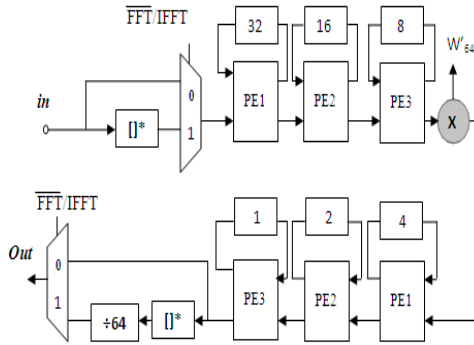 FFT/IFFT
32
16
8
W'64
in
0
[]*
1
PE1
PE2
PE3
X
FFT/IFFT
1
2
4
Out
0
1
÷64
[]*
PE3
PE2
PE1